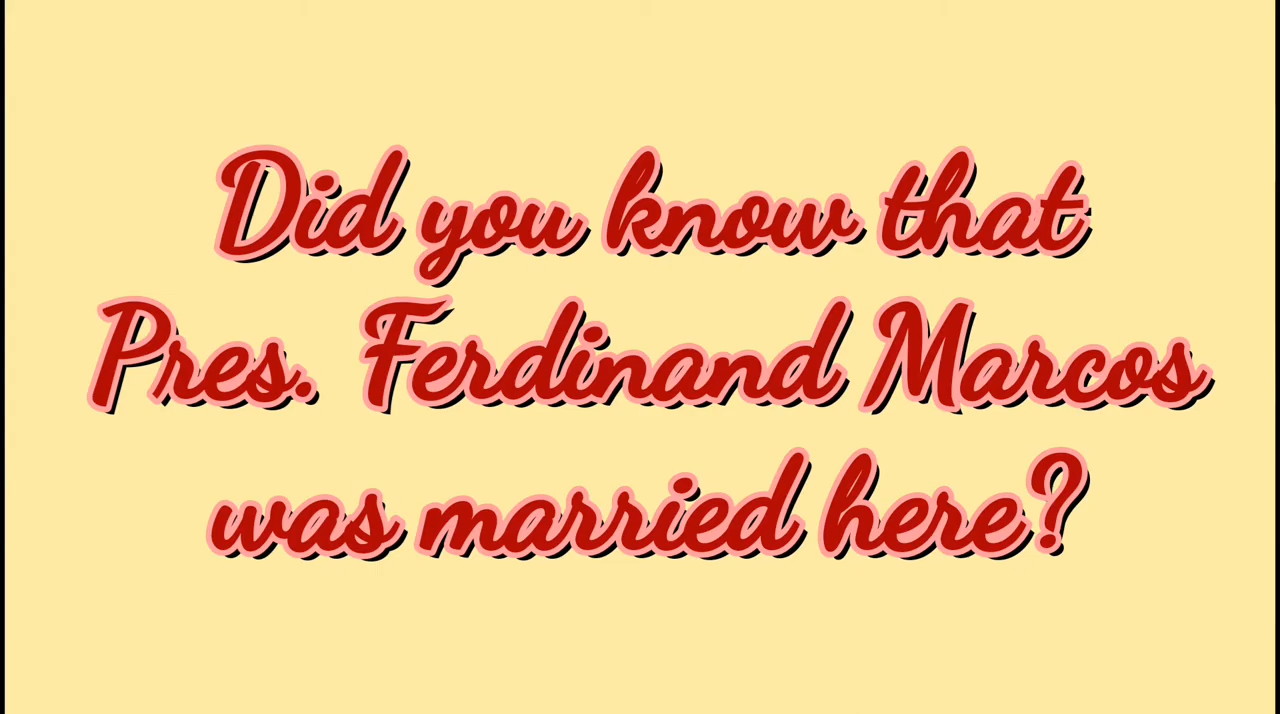 Did you know that
Pres. Ferdinand Marcos
was married here?